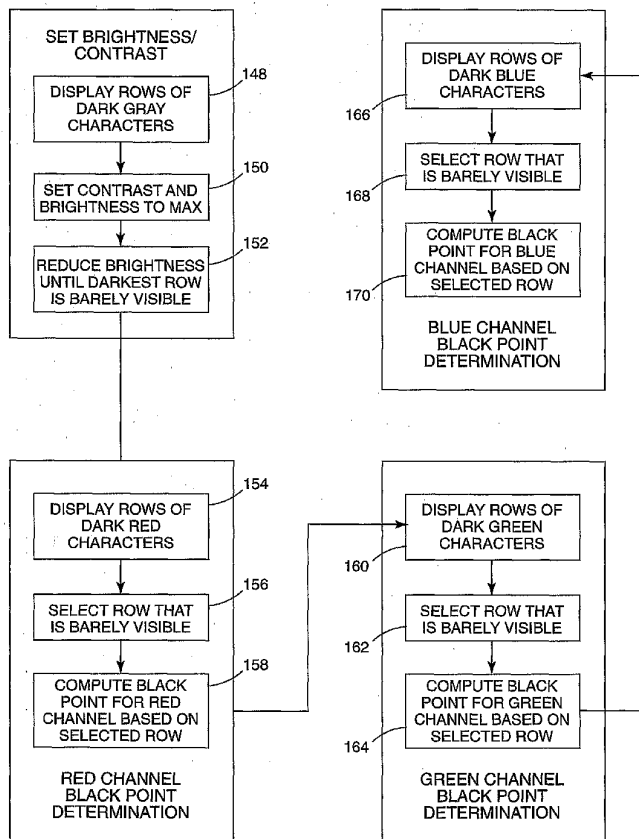 SET BRIGHTNESS/
CONTRAST
148
DISPLAY ROWS OF
DARK GRAY
CHARACTERS
150
SET CONTRAST AND
BRIGHTNESS TO MAX
152
REDUCE BRIGHTNESS
UNTIL DARKEST ROW
IS BARELY VISIBLE
154
DISPLAY ROWS OF
DARK RED
CHARACTERS
156
SELECT ROW THAT
IS BARELY VISIBLE
158
COMPUTE BLACK
POINT FOR RED
CHANNEL BASED ON
SELECTED ROW
RED CHANNEL
BLACK POINT
DETERMINATION
DISPLAY ROWS OF
DARK GREEN
CHARACTERS
160
SELECT ROW THAT
IS BARELY VISIBLE
162
COMPUTE BLACK
POINT FOR GREEN
CHANNEL BASED ON
SELECTED ROW
164
GREEN CHANNEL
BLACK POINT
DETERMINATION
DISPLAY ROWS OF
DARK BLUE
CHARACTERS
166
SELECT ROW THAT
IS BARELY VISIBLE
168
COMPUTE BLACK
POINT FOR BLUE
CHANNEL BASED ON
SELECTED ROW
170
BLUE CHANNEL
BLACK POINT
DETERMINATION